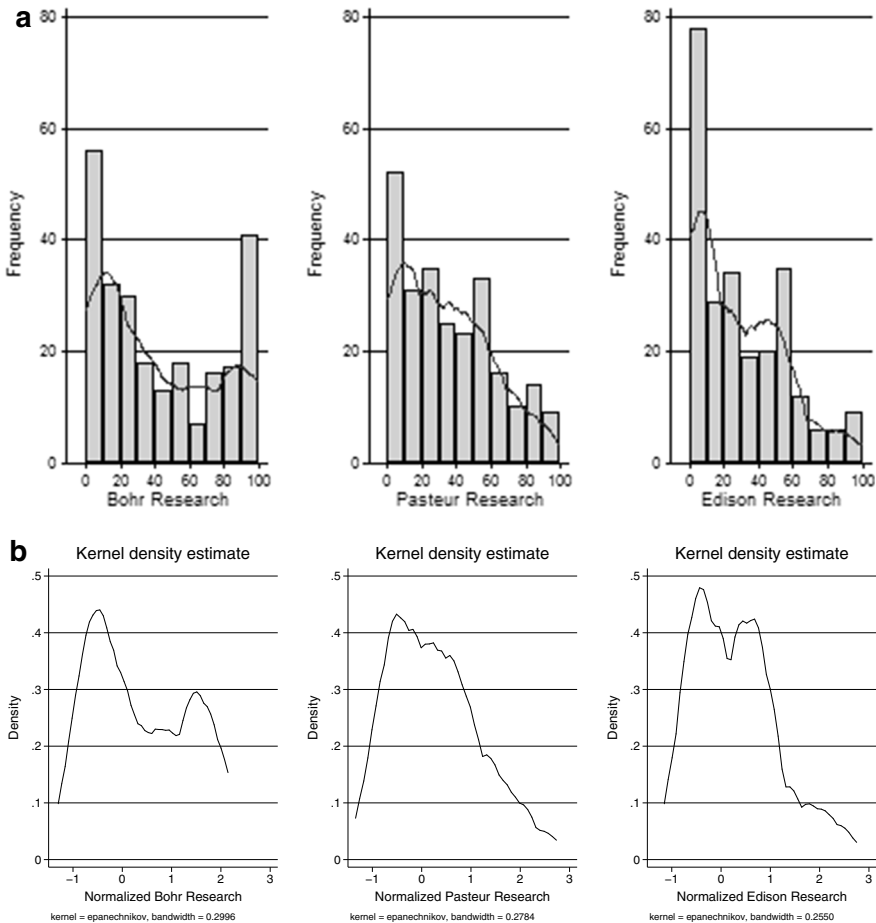 a
80
60
40
20
0
Frequency
0 20 40 60 80 100
Bohr Research
80
60
40
20
0
Frequency
0 20 40 60 80 100
Pasteur Research
80
60
40
20
0
Frequency
0 20 40 60 80 100
Edison Research
b
Kernel density estimate
.5
.4
.3
.2
.1
0
Density
−1 0 1 2 3
Normalized Bohr Research
kernel = epanechnikov, bandwidth = 0.2996
Kernel density estimate
.5
.4
.3
.2
.1
0
Density
−1 0 1 2 3
Normalized Pasteur Research
kernel = epanechnikov, bandwidth = 0.2784
Kernel density estimate
.5
.4
.3
.2
.1
0
Density
−1 0 1 2 3
Normalized Edison Research
kernel = epanechnikov, bandwidth = 0.2550